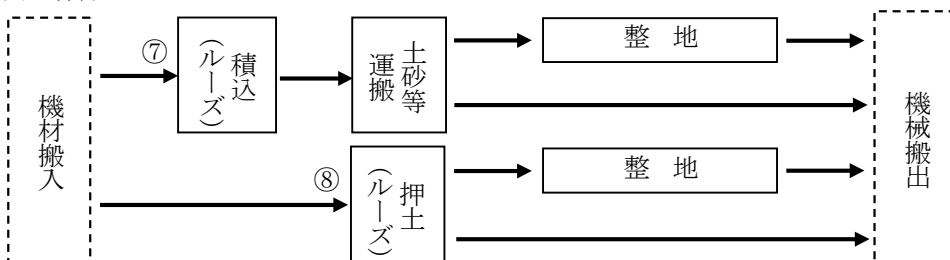 機材搬入
⑦
積込
(ルーズ)
土砂等
運搬
整 地
⑧
押土
(ルーズ)
整 地
機械搬出